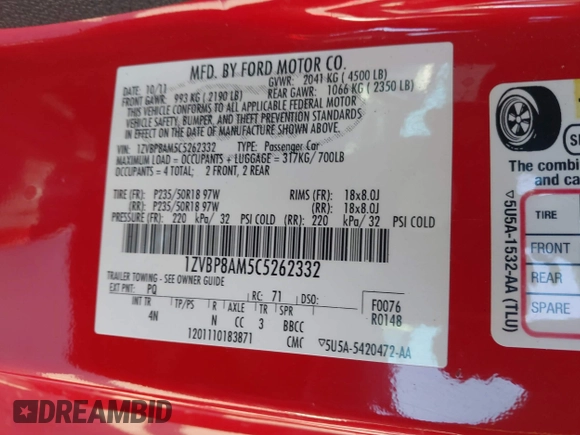 MFD. BY FORD MOTOR CO.
DATE: 10/11 GVWR: 2041 KG ( 4500 LB)
FRONT GAWR: 993 KG ( 2190 LB) REAR GAWR: 1066 KG ( 2350 LB)
THIS VEHICLE CONFORMS TO ALL APPLICABLE FEDERAL MOTOR
VEHICLE SAFETY, BUMPER, AND THEFT PREVENTION STANDARDS
IN EFFECT ON THE DATE OF MANUFACTURE SHOWN ABOVE.
VIN: 1ZVBP8AM5C5262332 TYPE: Passenger Car
MAXIMUM LOAD = OCCUPANTS + LUGGAGE = 317KG/700LB
OCCUPANTS = 4 TOTAL; 2 FRONT, 2 REAR
TIRE (FR): P235/50R18 97W RIMS (FR): 18x8.0J
(RR): P235/50R18 97W (RR): 18x8.0J
PRESSURE (FR): 220 kPa/ 32 PSI COLD (RR): 220 kPa/ 32 PSI COLD
1ZVBP8AM5C5262332
TRAILER TOWING - SEE OWNER GUIDE
EXT PNT: PQ RC: 71 DSO: F0076
INT TR TP/PS R AXLE TR SPR R0148
4N N CC 3 BBCC
1201110183871 CMC ▽5U5A-5420472-AA
The combin
and ca
TIRE
FRONT
REAR
SPARE
▽5U5A-1532-AA (TLU)
DREAMBID